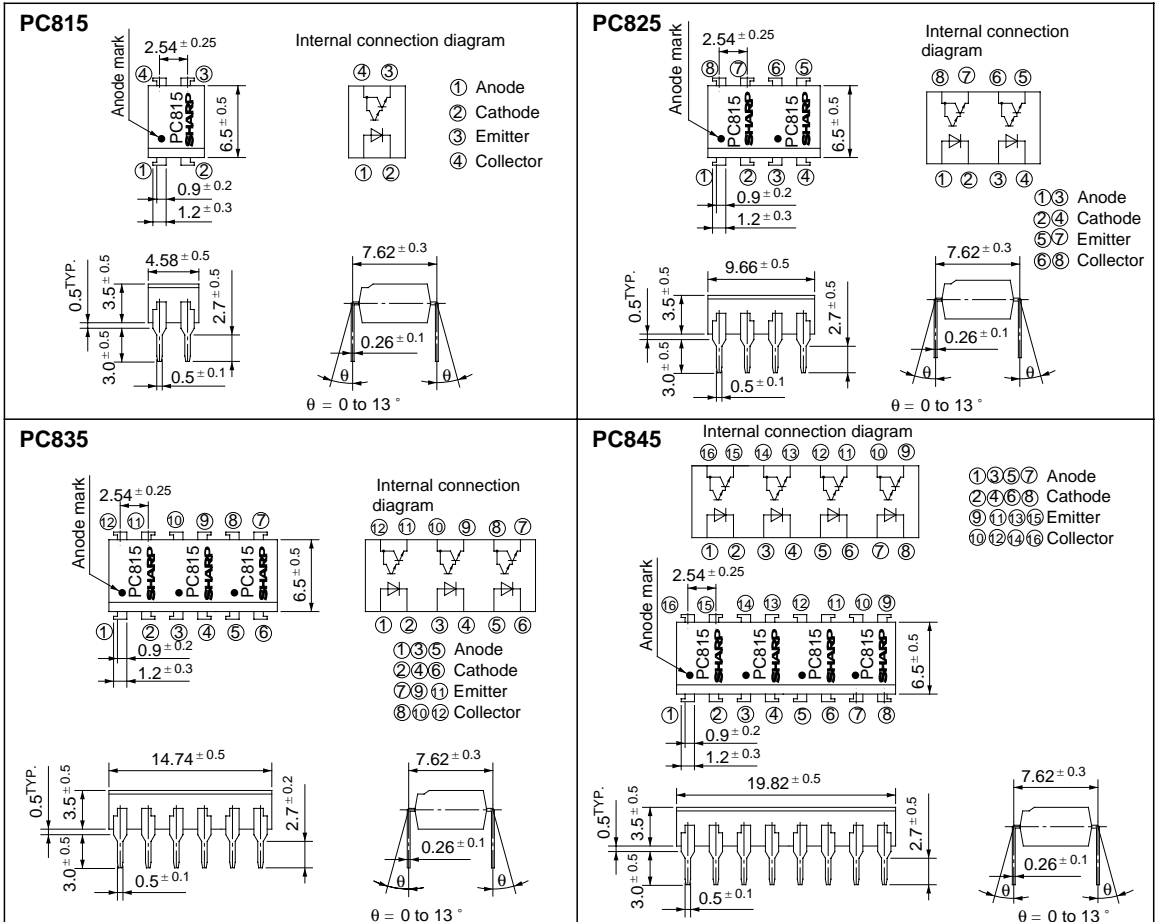 PC815
Anode mark
2.54 ± 0.25
Internal connection diagram
④ ③
④ ③
① Anode
② Cathode
③ Emitter
④ Collector
PC815
SHARP
6.5 ± 0.5
① ②
① ②
0.9 ± 0.2
1.2 ± 0.3
4.58 ± 0.5
7.62 ± 0.3
0.5TYP.
3.5 ± 0.5
2.7 ± 0.5
3.0 ± 0.5
0.5 ± 0.1
0.26 ± 0.1
θ θ
θ = 0 to 13 °
PC825
Anode mark
2.54 ± 0.25
Internal connection
diagram
⑧ ⑦ ⑥ ⑤
⑧ ⑦ ⑥ ⑤
PC815
SHARP
PC815
SHARP
6.5 ± 0.5
① ② ③ ④
① ② ③ ④
0.9 ± 0.2
1.2 ± 0.3
①③ Anode
②④ Cathode
⑤⑦ Emitter
⑥⑧ Collector
9.66 ± 0.5
7.62 ± 0.3
0.5TYP.
3.5 ± 0.5
2.7 ± 0.5
3.0 ± 0.5
0.5 ± 0.1
0.26 ± 0.1
θ θ
θ = 0 to 13 °
PC835
Anode mark
2.54 ± 0.25
Internal connection
diagram
⑫ ⑪ ⑩ ⑨ ⑧ ⑦
⑫ ⑪ ⑩ ⑨ ⑧ ⑦
PC815
SHARP
PC815
SHARP
PC815
SHARP
6.5 ± 0.5
① ② ③ ④ ⑤ ⑥
① ② ③ ④ ⑤ ⑥
0.9 ± 0.2
1.2 ± 0.3
①③⑤ Anode
②④⑥ Cathode
⑦⑨⑪ Emitter
⑧⑩⑫ Collector
14.74 ± 0.5
7.62 ± 0.3
0.5TYP.
3.5 ± 0.5
2.7 ± 0.2
3.0 ± 0.5
0.5 ± 0.1
0.26 ± 0.1
θ θ
θ = 0 to 13 °
PC845
Internal connection diagram
⑯ ⑮ ⑭ ⑬ ⑫ ⑪ ⑩ ⑨
①③⑤⑦ Anode
②④⑥⑧ Cathode
⑨⑪⑬⑮ Emitter
⑩⑫⑭⑯ Collector
① ② ③ ④ ⑤ ⑥ ⑦ ⑧
Anode mark
2.54 ± 0.25
⑯ ⑮ ⑭ ⑬ ⑫ ⑪ ⑩ ⑨
PC815
SHARP
PC815
SHARP
PC815
SHARP
PC815
SHARP
6.5 ± 0.5
① ② ③ ④ ⑤ ⑥ ⑦ ⑧
0.9 ± 0.2
1.2 ± 0.3
19.82 ± 0.5
7.62 ± 0.3
0.5TYP.
3.5 ± 0.5
2.7 ± 0.5
3.0 ± 0.5
0.5 ± 0.1
0.26 ± 0.1
θ θ
θ = 0 to 13 °